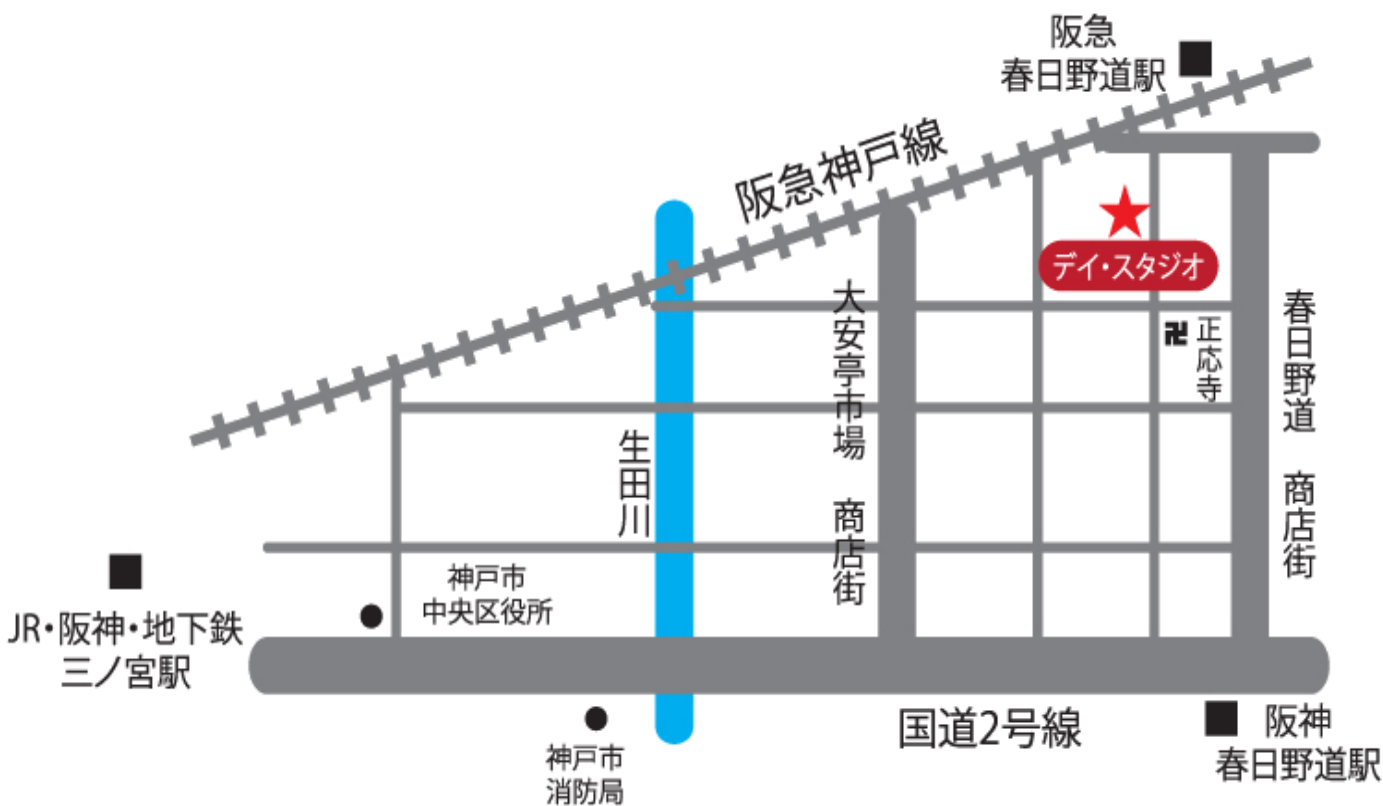 阪急
春日野道駅
阪急神戸線
デイ・スタジオ
大安亭市場 商店街
卍 正応寺
春日野道 商店街
生田川
神戸市
中央区役所
JR・阪神・地下鉄
三ノ宮駅
国道2号線
阪神
春日野道駅
神戸市
消防局